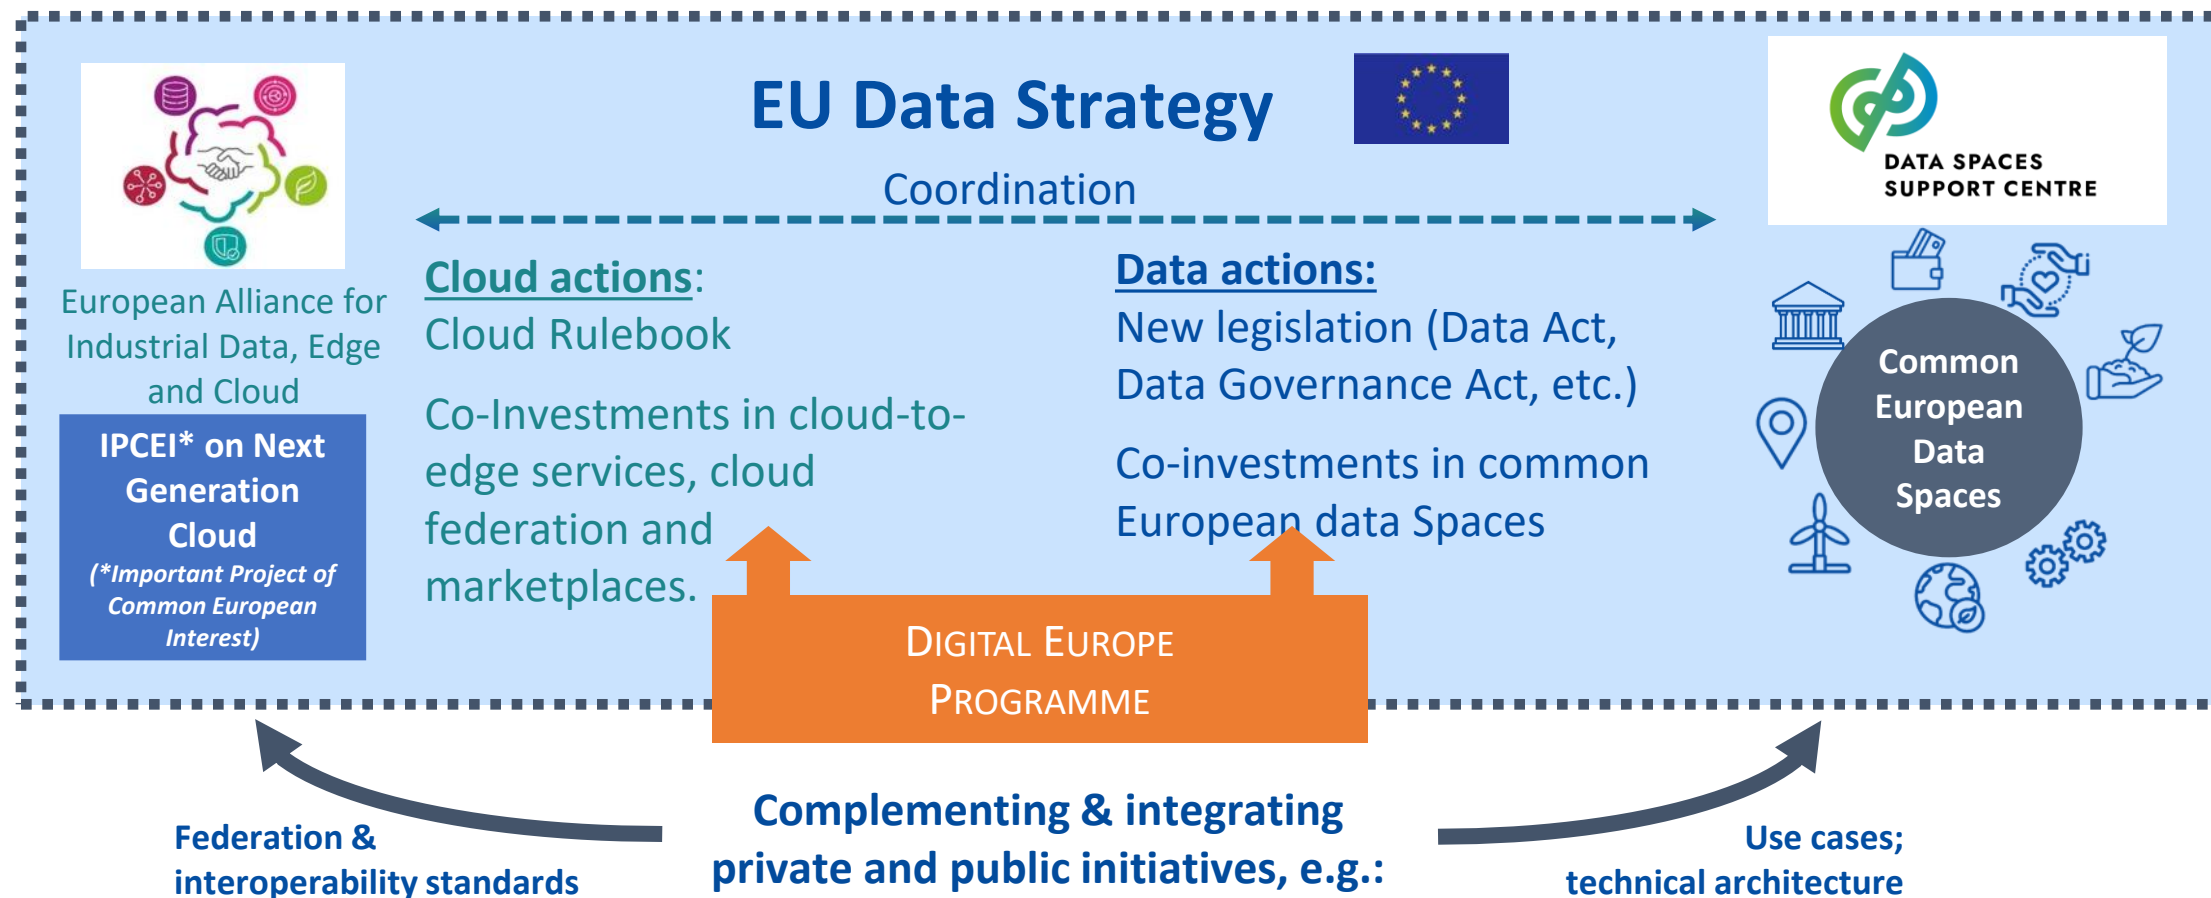 EU Data Strategy
Coordination
DATA SPACES
SUPPORT CENTRE
European Alliance for
Industrial Data, Edge
and Cloud
IPCEI* on Next
Generation
Cloud
(*Important Project of
Common European
Interest)
Cloud actions:
Cloud Rulebook
Co-Investments in cloud-to-
edge services, cloud
federation and
marketplaces.
Data actions:
New legislation (Data Act,
Data Governance Act, etc.)
Co-investments in common
European data Spaces
Common
European
Data
Spaces
DIGITAL EUROPE
PROGRAMME
Federation &
interoperability standards
Complementing & integrating
private and public initiatives, e.g.:
Use cases;
technical architecture